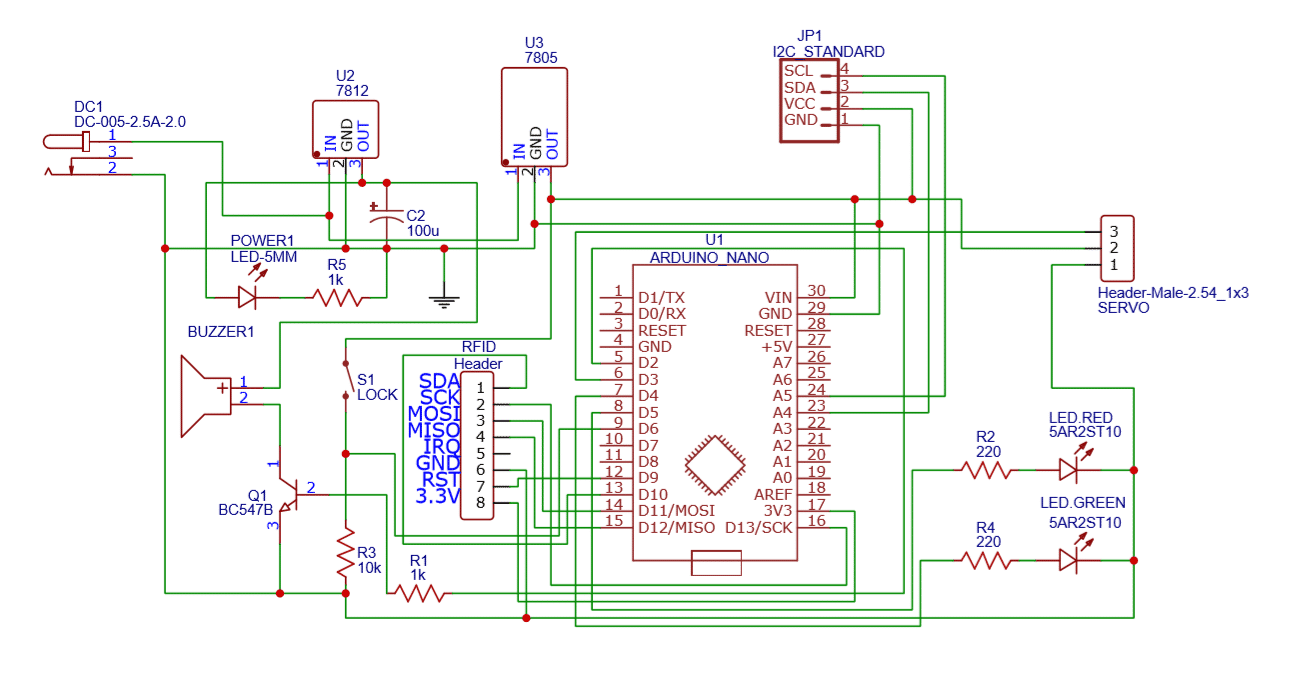 DC1
DC-005-2.5A-2.0
1
3
2
U2
7812
IN
GND
OUT
1
2
3
U3
7805
IN
GND
OUT
1
2
3
JP1
I2C_STANDARD
SCL 4
SDA 3
VCC 2
GND 1
+
C2
100u
POWER1
LED-5MM
R5
1k
BUZZER1
+ 1
2
S1
LOCK
Q1
BC547B
1
2
3
R3
10k
R1
1k
RFID
Header
SDA 1
SCK 2
MOSI 3
MISO 4
IRQ 5
GND 6
RST 7
3.3V 8
U1
ARDUINO_NANO
1 D1/TX VIN 30
2 D0/RX GND 29
3 RESET RESET 28
4 GND +5V 27
5 D2 A7 26
6 D3 A6 25
7 D4 A5 24
8 D5 A4 23
9 D6 A3 22
10 D7 A2 21
11 D8 A1 20
12 D9 A0 19
13 D10 AREF 18
14 D11/MOSI 3V3 17
15 D12/MISO D13/SCK 16
3
2
1
Header-Male-2.54_1x3
SERVO
R2
220
LED.RED
5AR2ST10
R4
220
LED.GREEN
5AR2ST10